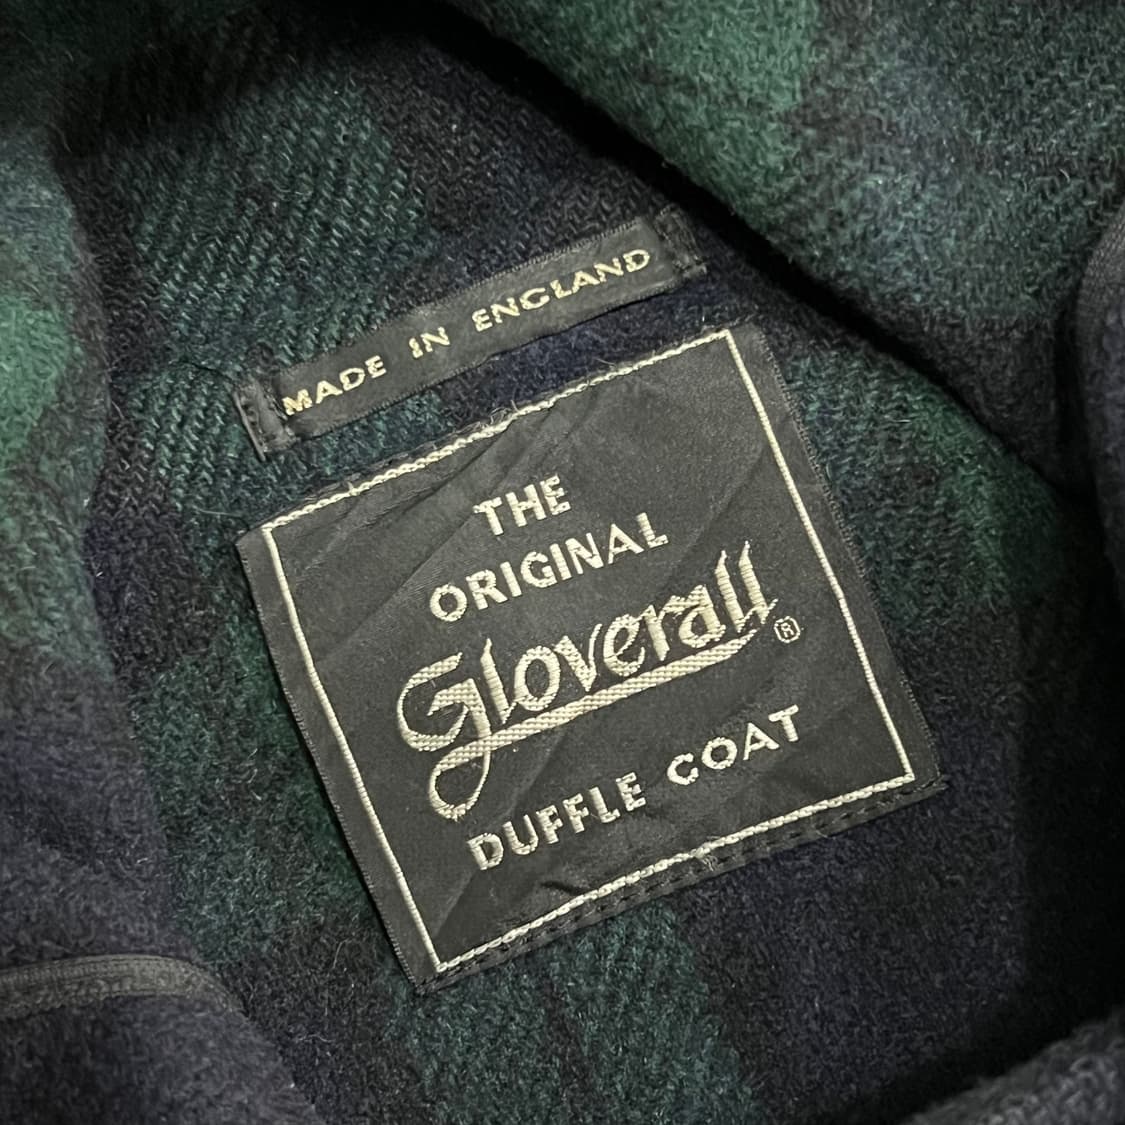 MADE IN ENGLAND
THE
ORIGINAL
Gloverall ®
DUFFLE COAT